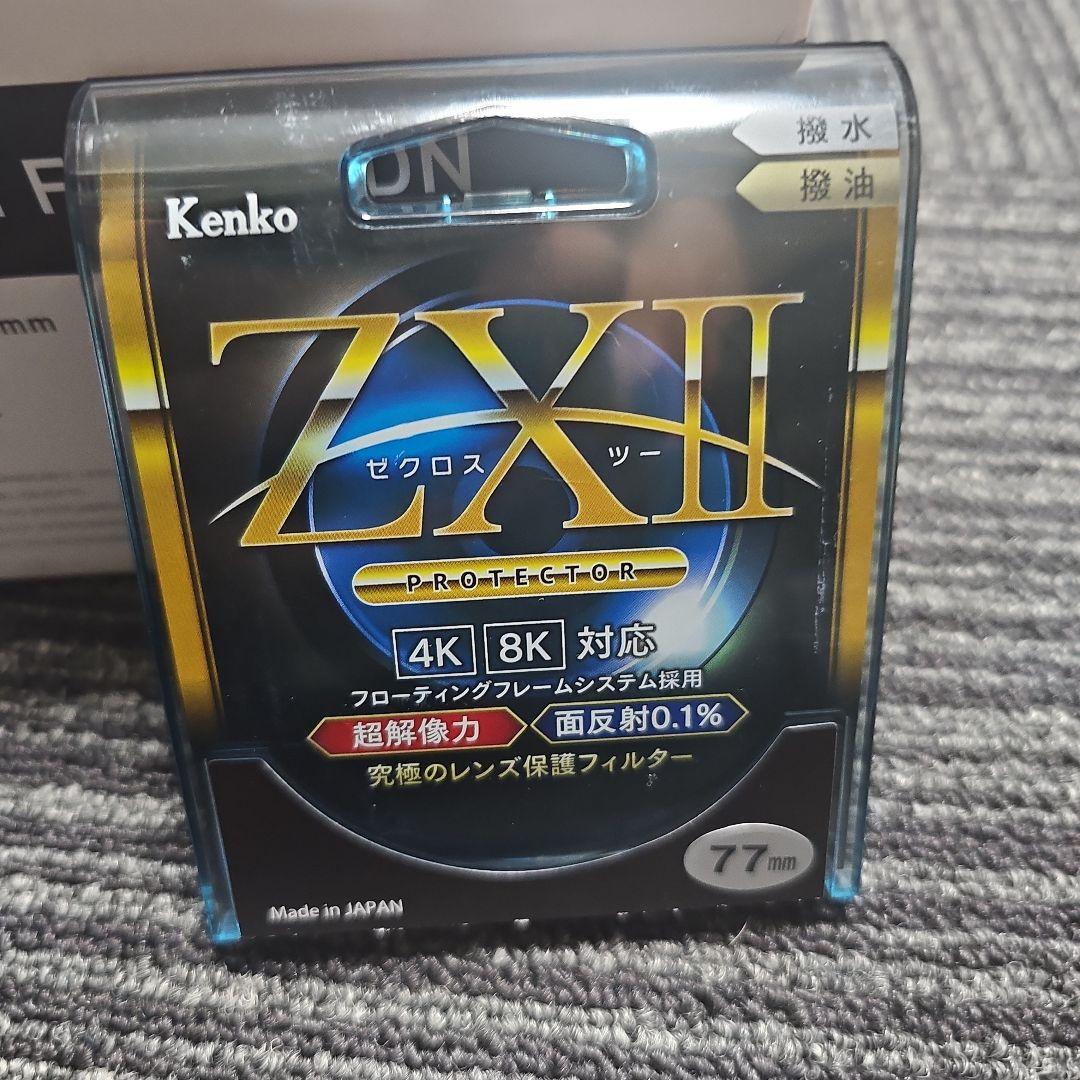 撥水
撥油
Kenko
ZXII
ゼクロス ツー
PROTECTOR
4K 8K 対応
フローティングフレームシステム採用
超解像力 面反射0.1%
究極のレンズ保護フィルター
77mm
Made in JAPAN
mm